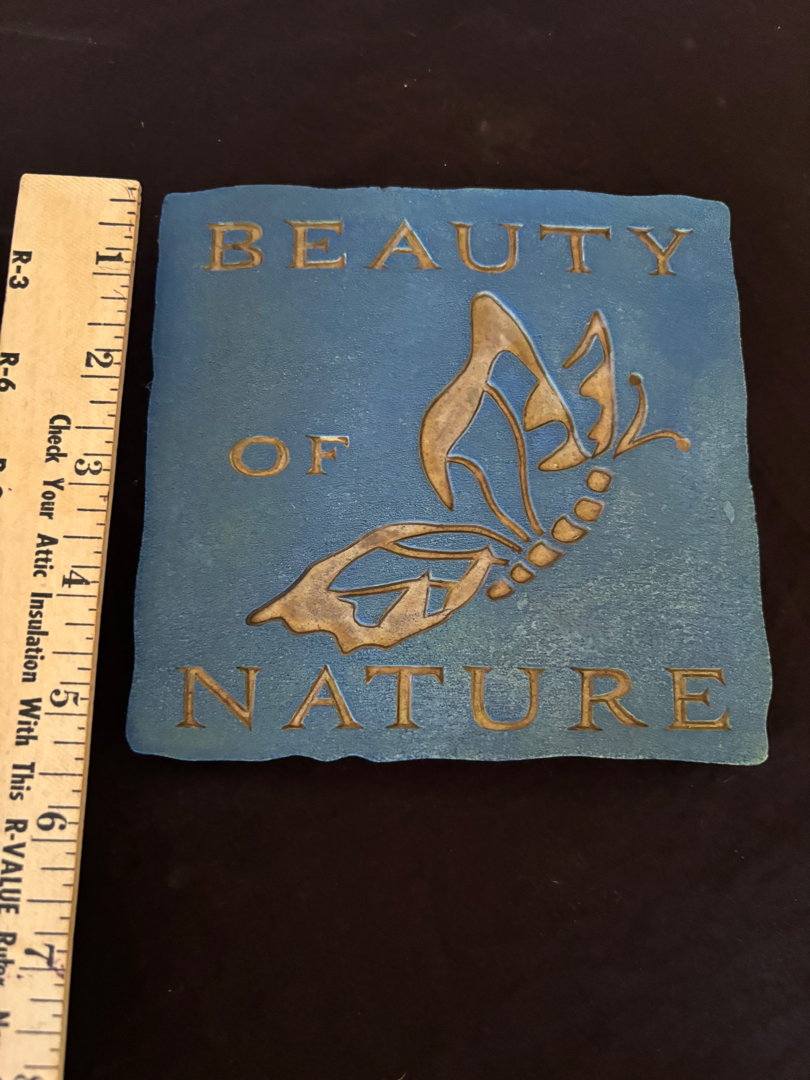 BEAUTY
OF
NATURE
1
2
3
4
5
6
7
R-3
R-6
Check Your Attic Insulation With This R-VALUE Ruler